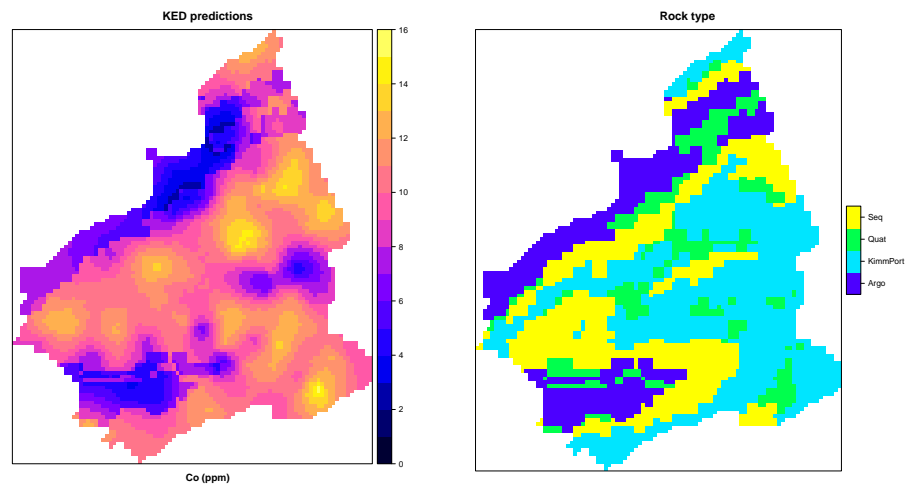 KED predictions
16
14
12
10
8
6
4
2
0
Co (ppm)
Rock type
Seq
Quat
KimmPort
Argo